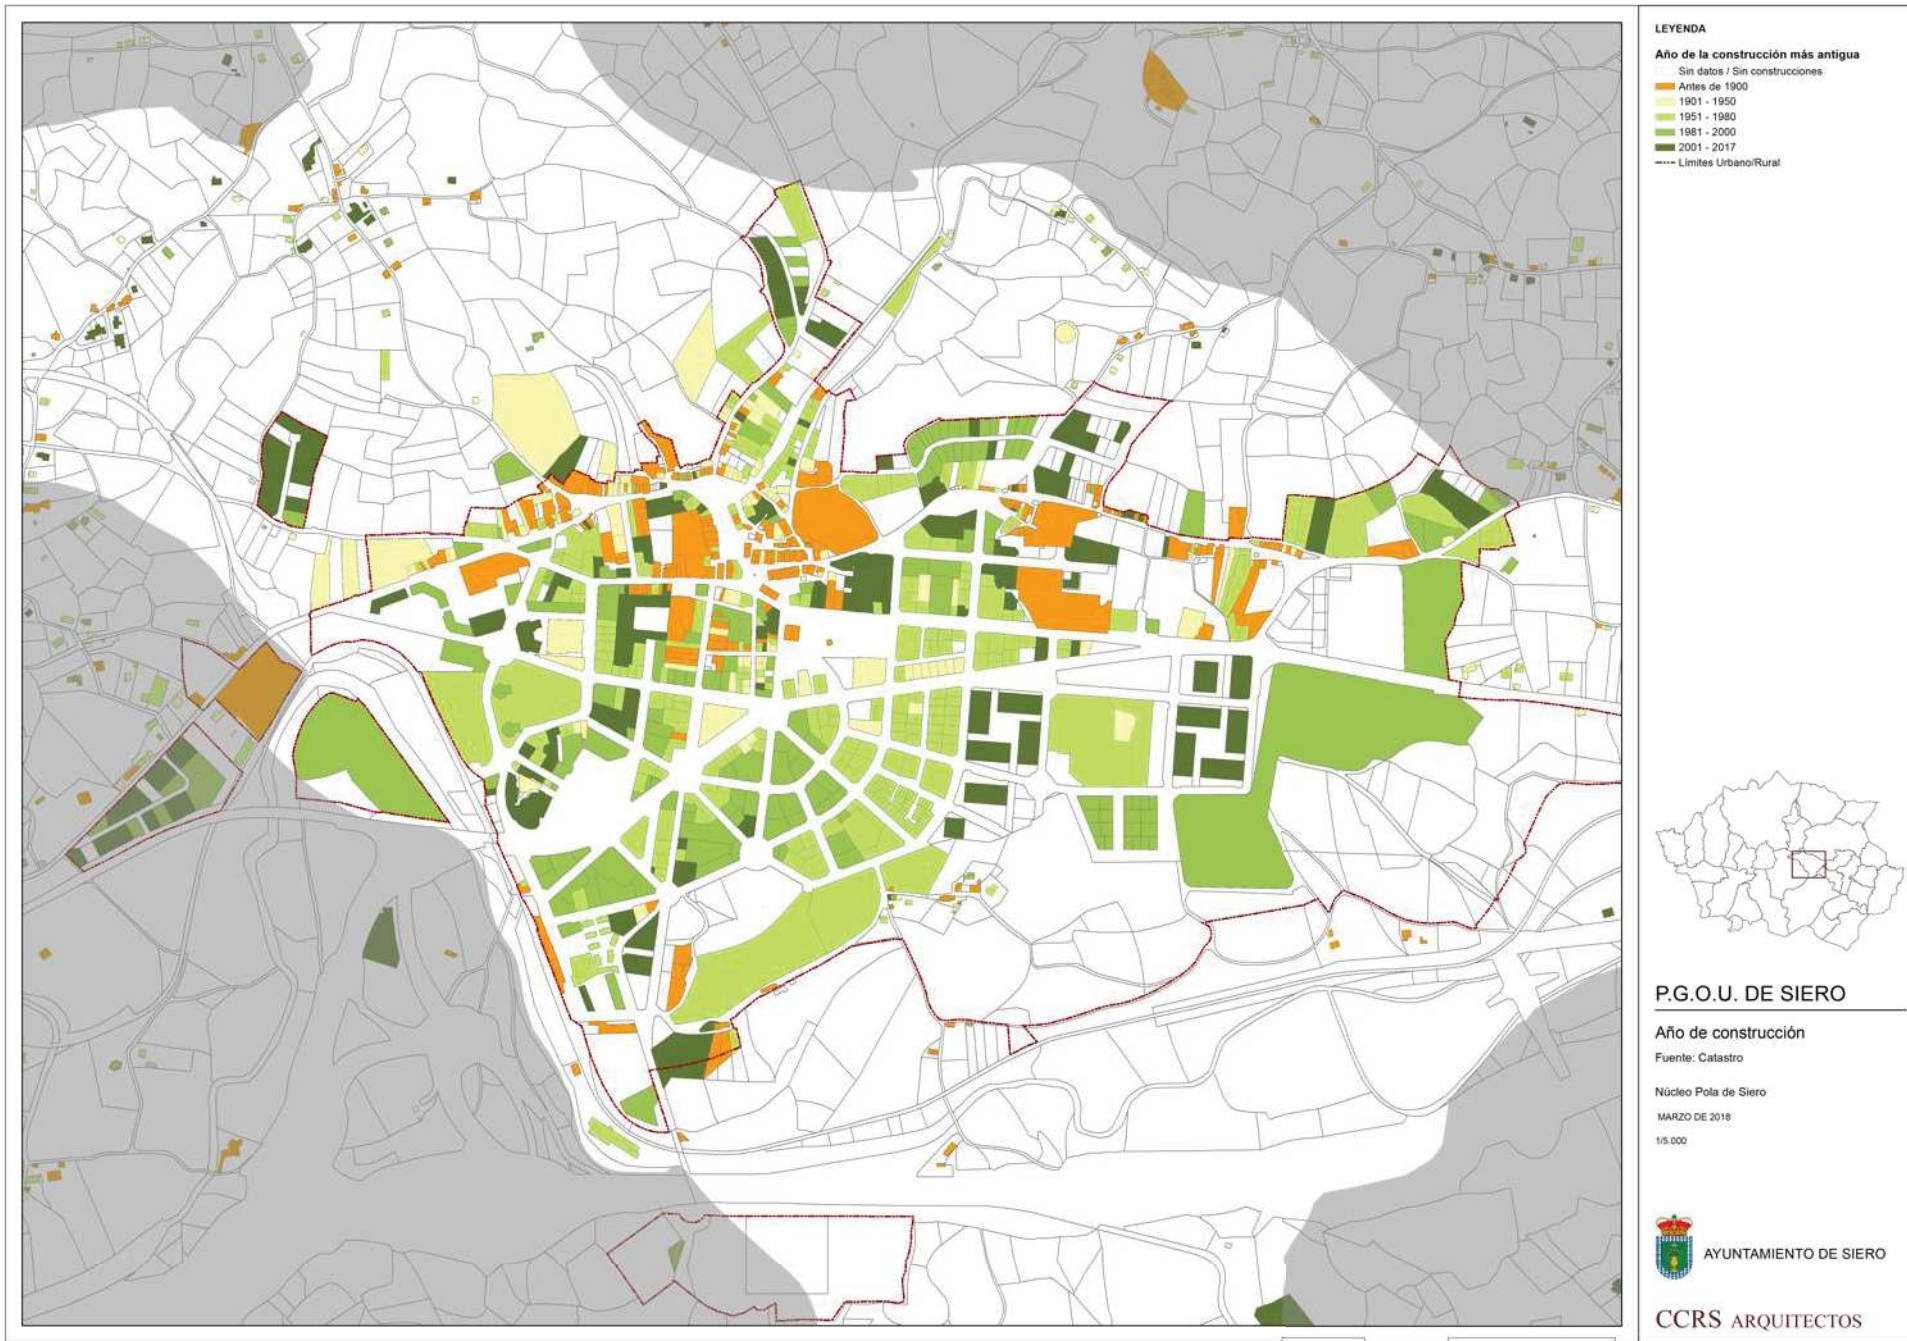 LEYENDA
Año de la construcción más antigua
Sin datos / Sin construcciones
Antes de 1900
1901 - 1950
1951 - 1980
1981 - 2000
2001 - 2017
Límites Urbano/Rural
P.G.O.U. DE SIERO
Año de construcción
Fuente: Catastro
Núcleo Pola de Siero
MARZO DE 2018
1/5.000
AYUNTAMIENTO DE SIERO
CCRS ARQUITECTOS